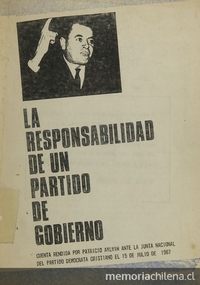 LA
RESPONSABILIDAD
DE UN
PARTIDO
DE
GOBIERNO
CUENTA RENDIDA POR PATRICIO AYLWIN ANTE LA JUNTA NACIONAL
DEL PARTIDO DEMOCRATA CRISTIANO EL 15 DE JULIO DE 1967
memoriachilena.cl